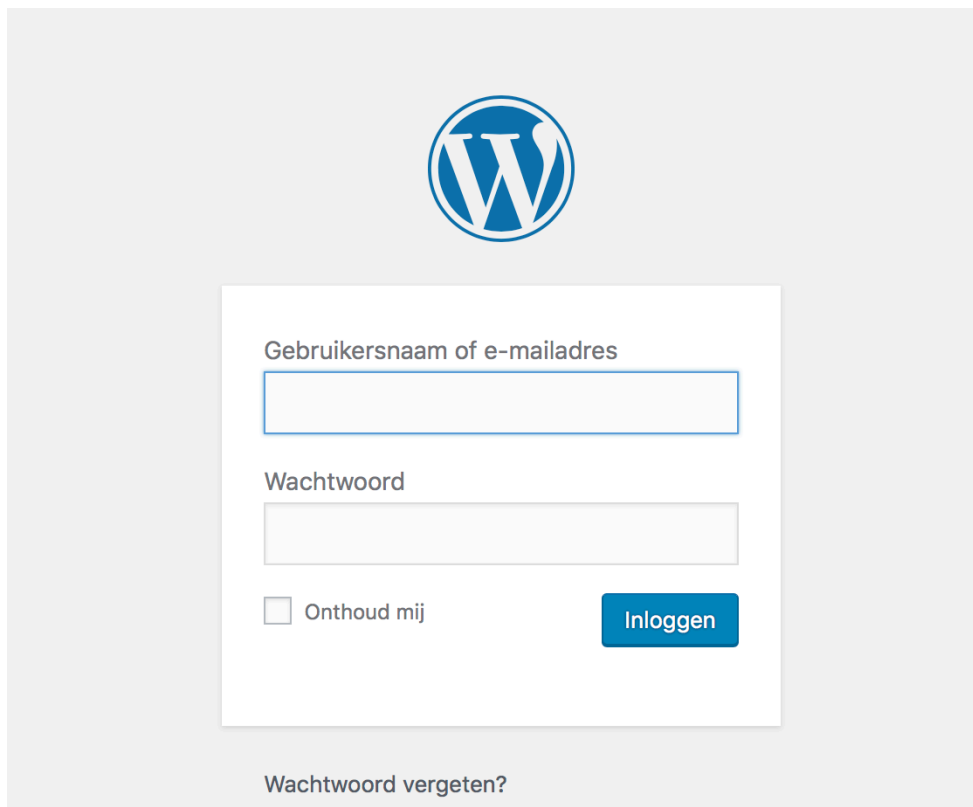 Gebruikersnaam of e-mailadres
Wachtwoord
Onthoud mij
Inloggen
Wachtwoord vergeten?